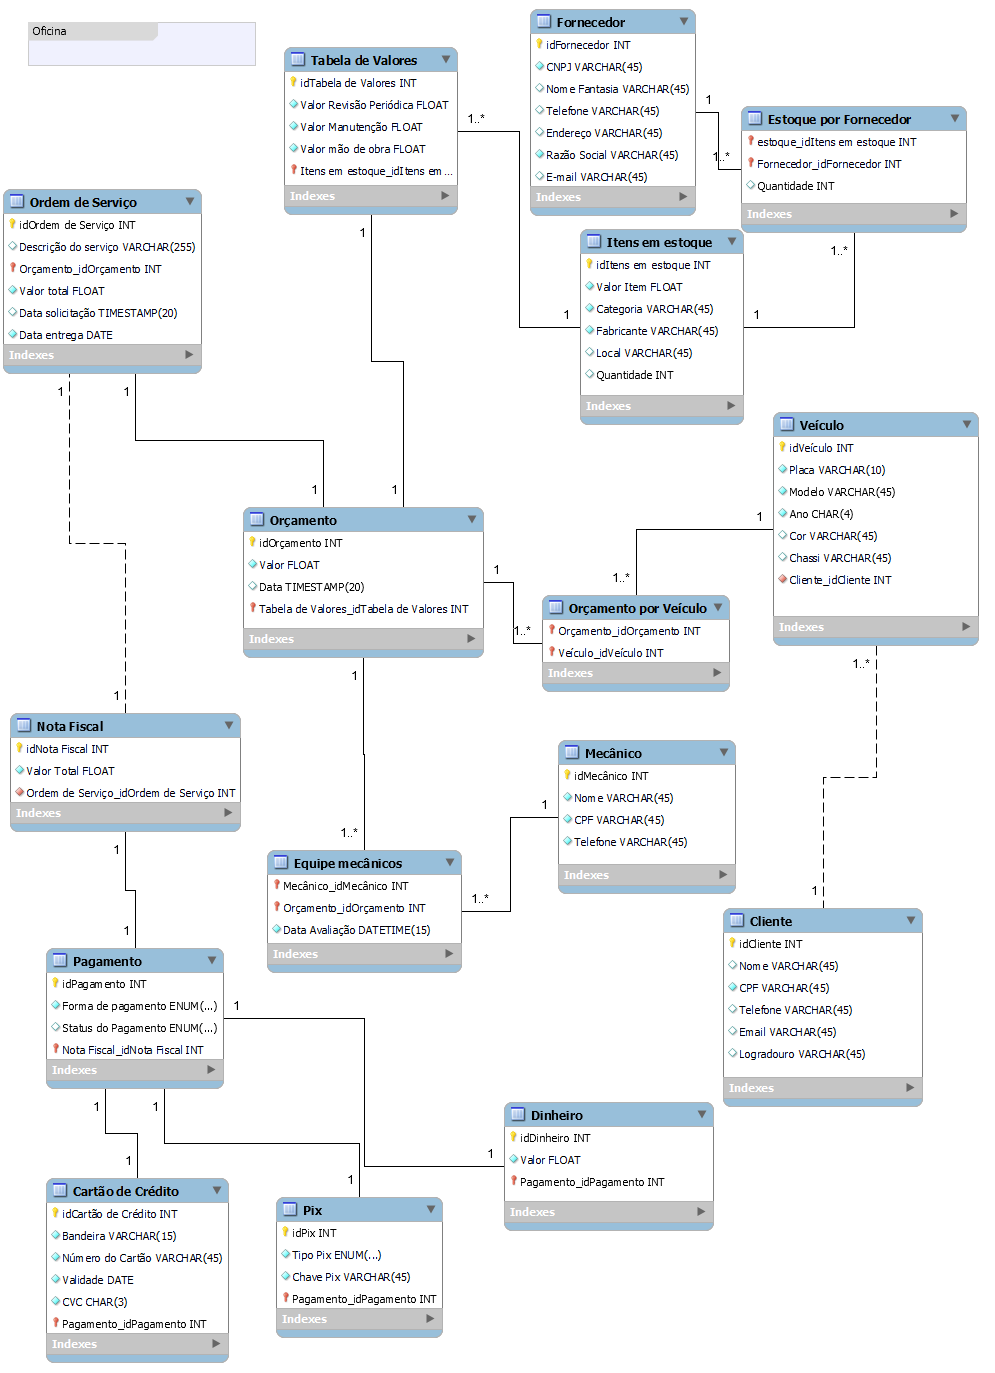 Oficina
Tabela de Valores
idTabela de Valores INT
Valor Revisão Periódica FLOAT
Valor Manutenção FLOAT
Valor mão de obra FLOAT
Itens em estoque_idItens em ...
Indexes
Fornecedor
idFornecedor INT
CNPJ VARCHAR(45)
Nome Fantasia VARCHAR(45)
Telefone VARCHAR(45)
Endereço VARCHAR(45)
Razão Social VARCHAR(45)
E-mail VARCHAR(45)
Indexes
1
1..*
1..*
Estoque por Fornecedor
estoque_idItens em estoque INT
Fornecedor_idFornecedor INT
Quantidade INT
Indexes
1..*
Ordem de Serviço
idOrdem de Serviço INT
Descrição do serviço VARCHAR(255)
Orçamento_idOrçamento INT
Valor total FLOAT
Data solicitação TIMESTAMP(20)
Data entrega DATE
Indexes
1
1
1
Itens em estoque
idItens em estoque INT
Valor Item FLOAT
Categoria VARCHAR(45)
Fabricante VARCHAR(45)
Local VARCHAR(45)
Quantidade INT
Indexes
1
1
Veículo
idVeículo INT
Placa VARCHAR(10)
Modelo VARCHAR(45)
Ano CHAR(4)
Cor VARCHAR(45)
Chassi VARCHAR(45)
Cliente_idCliente INT
Indexes
1
1..*
1
1
Orçamento
idOrçamento INT
Valor FLOAT
Data TIMESTAMP(20)
Tabela de Valores_idTabela de Valores INT
Indexes
1
1..*
1
1..*
Orçamento por Veículo
Orçamento_idOrçamento INT
Veículo_idVeículo INT
Indexes
1..*
1
Nota Fiscal
idNota Fiscal INT
Valor Total FLOAT
Ordem de Serviço_idOrdem de Serviço INT
Indexes
1
1
Mecânico
idMecânico INT
Nome VARCHAR(45)
CPF VARCHAR(45)
Telefone VARCHAR(45)
Indexes
1
1..*
Equipe mecânicos
Mecânico_idMecânico INT
Orçamento_idOrçamento INT
Data Avaliação DATETIME(15)
Indexes
1
Cliente
idCliente INT
Nome VARCHAR(45)
CPF VARCHAR(45)
Telefone VARCHAR(45)
Email VARCHAR(45)
Logradouro VARCHAR(45)
Indexes
Pagamento
idPagamento INT
Forma de pagamento ENUM(...)
Status do Pagamento ENUM(...)
Nota Fiscal_idNota Fiscal INT
Indexes
1
1
1
1
1
1
Dinheiro
idDinheiro INT
Valor FLOAT
Pagamento_idPagamento INT
Indexes
Cartão de Crédito
idCartão de Crédito INT
Bandeira VARCHAR(15)
Número do Cartão VARCHAR(45)
Validade DATE
CVC CHAR(3)
Pagamento_idPagamento INT
Indexes
Pix
idPix INT
Tipo Pix ENUM(...)
Chave Pix VARCHAR(45)
Pagamento_idPagamento INT
Indexes